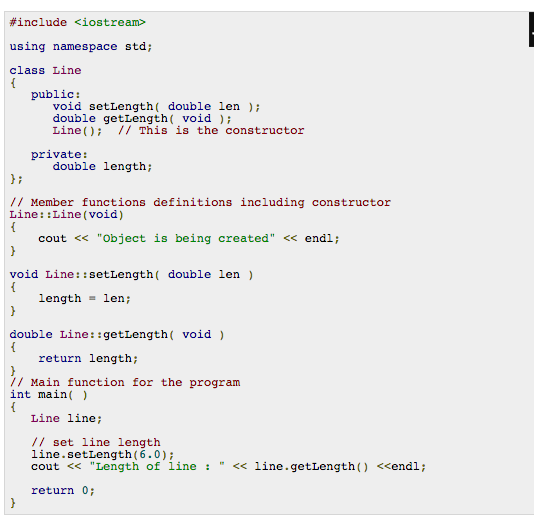 #include <iostream>
using namespace std;
class Line
{
public:
void setLength( double len );
double getLength( void );
Line();  // This is the constructor
private:
double length;
};
// Member functions definitions including constructor
Line::Line(void)
{
cout << "Object is being created" << endl;
}
void Line::setLength( double len )
{
length = len;
}
double Line::getLength( void )
{
return length;
}
// Main function for the program
int main( )
{
Line line;
// set line length
line.setLength(6.0);
cout << "Length of line : " << line.getLength() <<endl;
return 0;
}